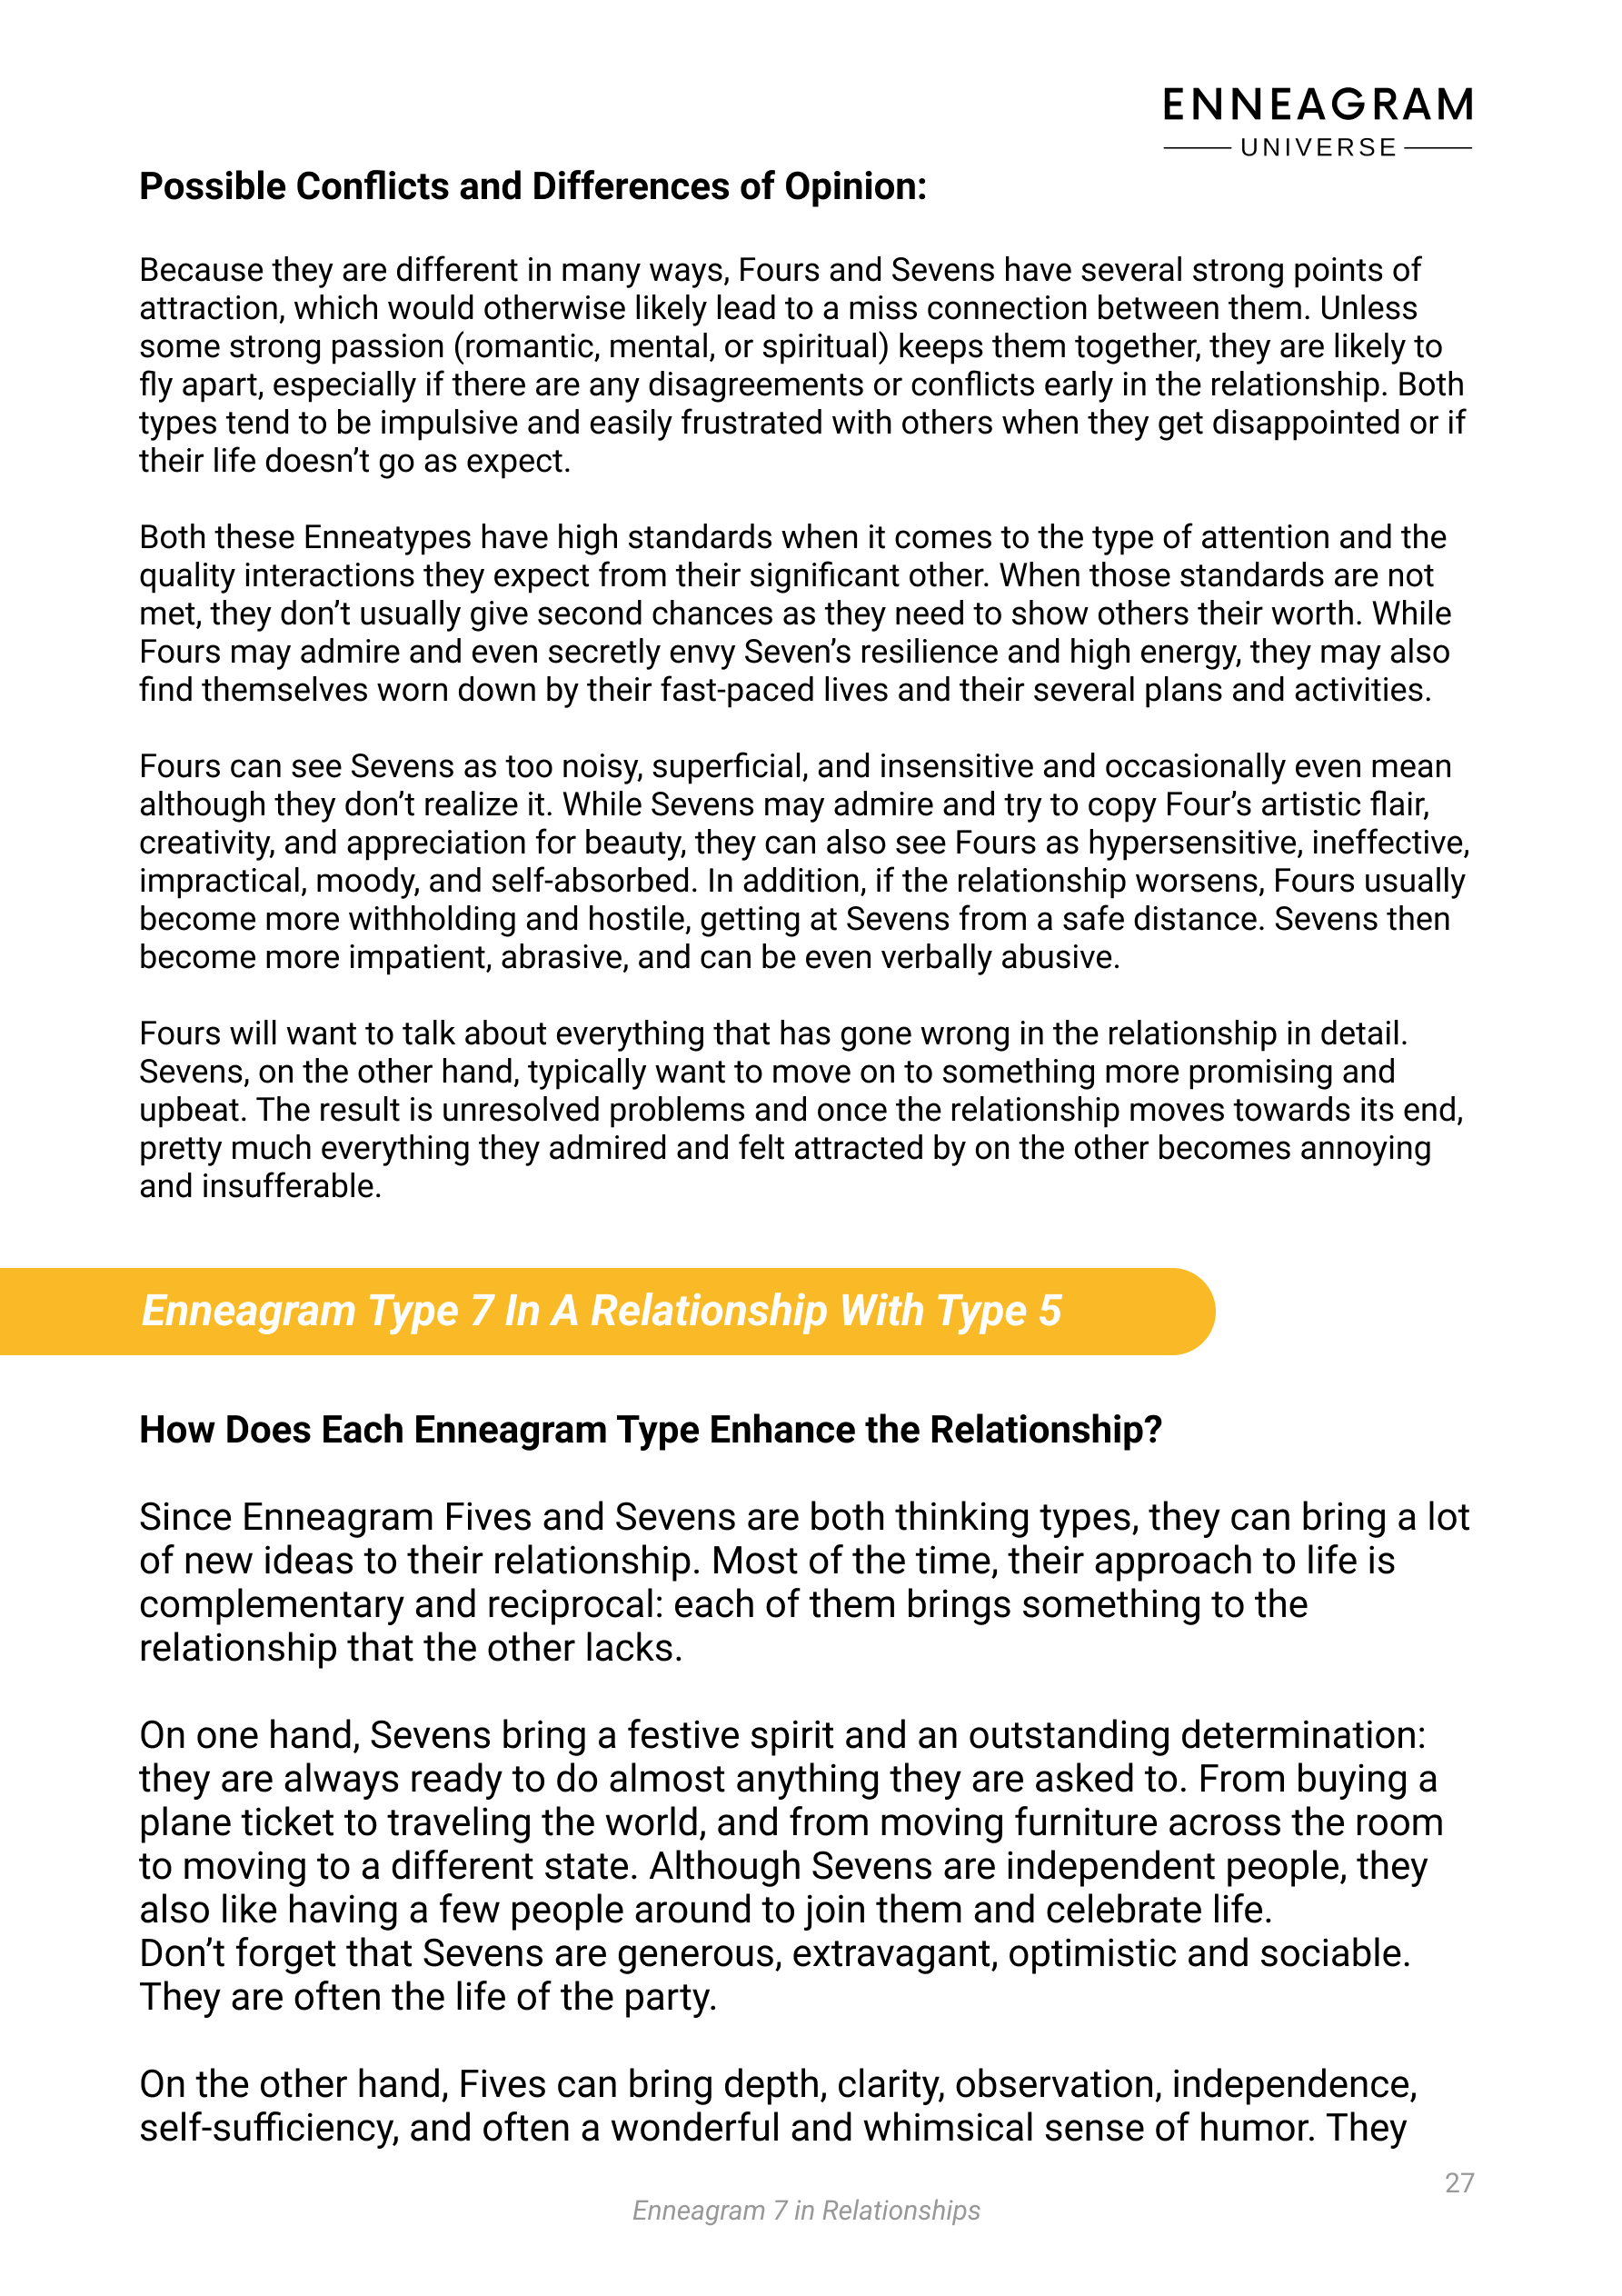 ENNEAGRAM
UNIVERSE
Possible Conflicts and Differences of Opinion:
Because they are different in many ways, Fours and Sevens have several strong points of
attraction, which would otherwise likely lead to a miss connection between them. Unless
some strong passion (romantic, mental, or spiritual) keeps them together, they are likely to
fly apart, especially if there are any disagreements or conflicts early in the relationship. Both
types tend to be impulsive and easily frustrated with others when they get disappointed or if
their life doesn’t go as expect.
Both these Enneatypes have high standards when it comes to the type of attention and the
quality interactions they expect from their significant other. When those standards are not
met, they don’t usually give second chances as they need to show others their worth. While
Fours may admire and even secretly envy Seven’s resilience and high energy, they may also
find themselves worn down by their fast-paced lives and their several plans and activities.
Fours can see Sevens as too noisy, superficial, and insensitive and occasionally even mean
although they don’t realize it. While Sevens may admire and try to copy Four’s artistic flair,
creativity, and appreciation for beauty, they can also see Fours as hypersensitive, ineffective,
impractical, moody, and self-absorbed. In addition, if the relationship worsens, Fours usually
become more withholding and hostile, getting at Sevens from a safe distance. Sevens then
become more impatient, abrasive, and can be even verbally abusive.
Fours will want to talk about everything that has gone wrong in the relationship in detail.
Sevens, on the other hand, typically want to move on to something more promising and
upbeat. The result is unresolved problems and once the relationship moves towards its end,
pretty much everything they admired and felt attracted by on the other becomes annoying
and insufferable.
Enneagram Type 7 In A Relationship With Type 5
How Does Each Enneagram Type Enhance the Relationship?
Since Enneagram Fives and Sevens are both thinking types, they can bring a lot
of new ideas to their relationship. Most of the time, their approach to life is
complementary and reciprocal: each of them brings something to the
relationship that the other lacks.
On one hand, Sevens bring a festive spirit and an outstanding determination:
they are always ready to do almost anything they are asked to. From buying a
plane ticket to traveling the world, and from moving furniture across the room
to moving to a different state. Although Sevens are independent people, they
also like having a few people around to join them and celebrate life.
Don’t forget that Sevens are generous, extravagant, optimistic and sociable.
They are often the life of the party.
On the other hand, Fives can bring depth, clarity, observation, independence,
self-sufficiency, and often a wonderful and whimsical sense of humor. They
27
Enneagram 7 in Relationships